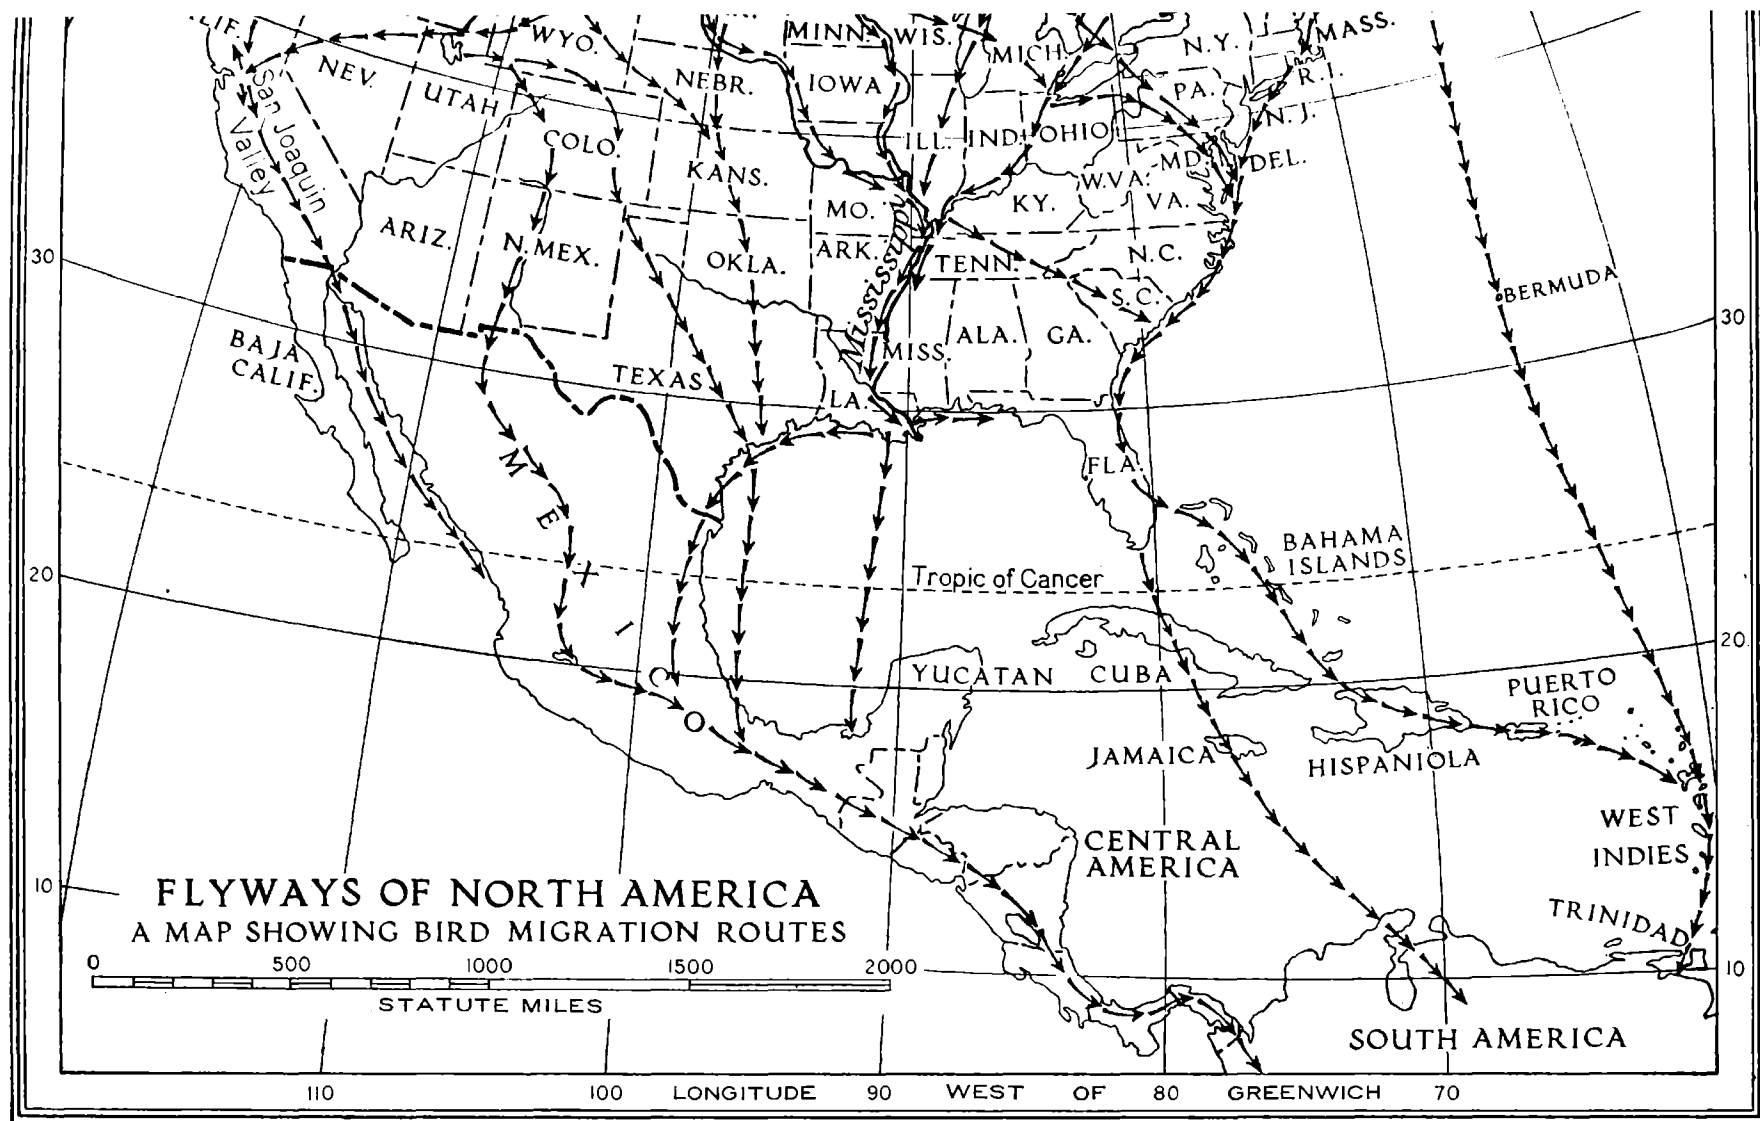 MINN.
WIS.
MICH.
N.Y.
MASS.
WYO.
NEV.
UTAH
NEBR.
IOWA
PA.
R.I.
N.J.
San Joaquin
Valley
COLO.
KANS.
ILL.
IND.
OHIO
MD.
DEL.
W.VA.
VA.
MO.
KY.
ARIZ.
N.MEX.
OKLA.
ARK.
Mississippi
TENN.
N.C.
S.C.
30
BERMUDA
30
BAJA
CALIF.
TEXAS
MISS.
ALA.
GA.
LA.
FLA.
MEXICO
BAHAMA
ISLANDS
Tropic of Cancer
20
20
YUCATAN
CUBA
PUERTO
RICO
JAMAICA
HISPANIOLA
WEST
INDIES
CENTRAL
AMERICA
10
FLYWAYS OF NORTH AMERICA
A MAP SHOWING BIRD MIGRATION ROUTES
TRINIDAD
0 500 1000 1500 2000
STATUTE MILES
10
SOUTH AMERICA
110 100 LONGITUDE 90 WEST OF 80 GREENWICH 70